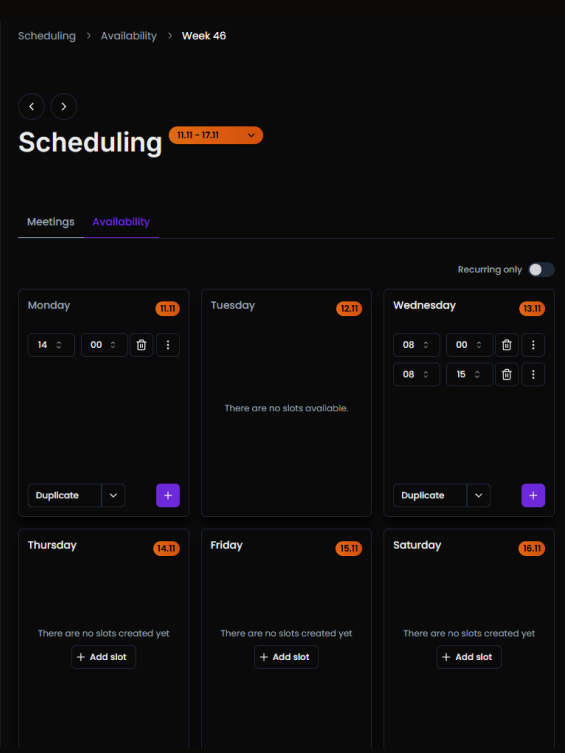 Scheduling > Availability > Week 46
Scheduling 11.11 - 17.11
Meetings Availability
Recurring only
Monday 11.11
14 00
Duplicate
Tuesday 12.11
There are no slots available.
Wednesday 13.11
08 00
08 15
Duplicate
Thursday 14.11
There are no slots created yet
+ Add slot
Friday 15.11
There are no slots created yet
+ Add slot
Saturday 16.11
There are no slots created yet
+ Add slot